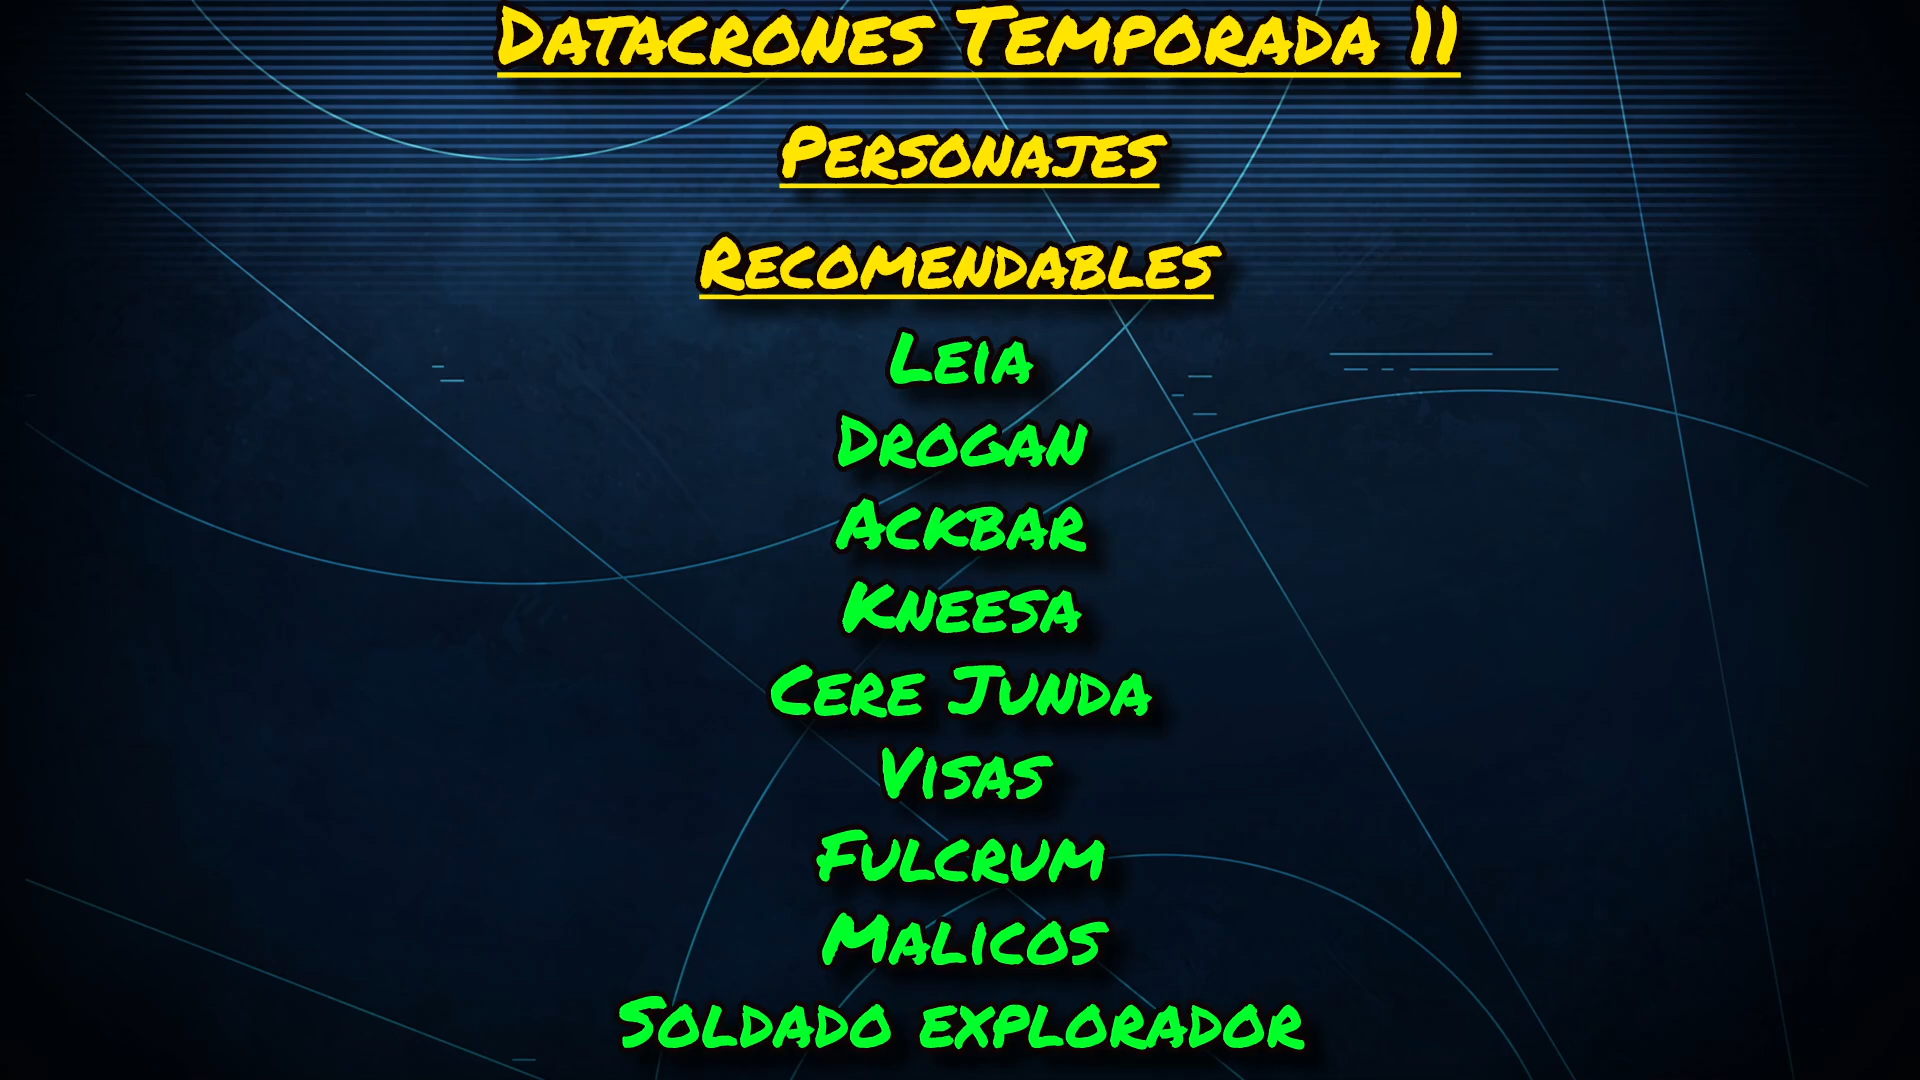 Datacrones Temporada 11
Personajes
Recomendables
Leia
Drogan
Ackbar
Kneesa
Cere Junda
Visas
Fulcrum
Malicos
Soldado explorador